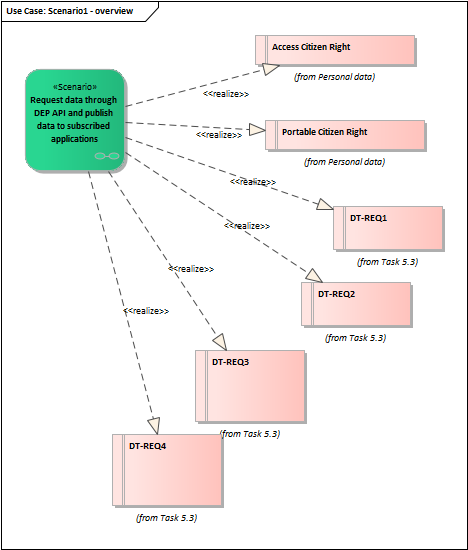 Use Case: Scenario1 - overview
Access Citizen Right
(from Personal data)
«Scenario»
Request data through
DEP API and publish
data to subscribed
applications
<<realize>>
Portable Citizen Right
<<realize>>
(from Personal data)
<<realize>>
DT-REQ1
<<realize>>
(from Task 5.3)
<<realize>>
DT-REQ2
<<realize>>
(from Task 5.3)
DT-REQ3
(from Task 5.3)
DT-REQ4
(from Task 5.3)